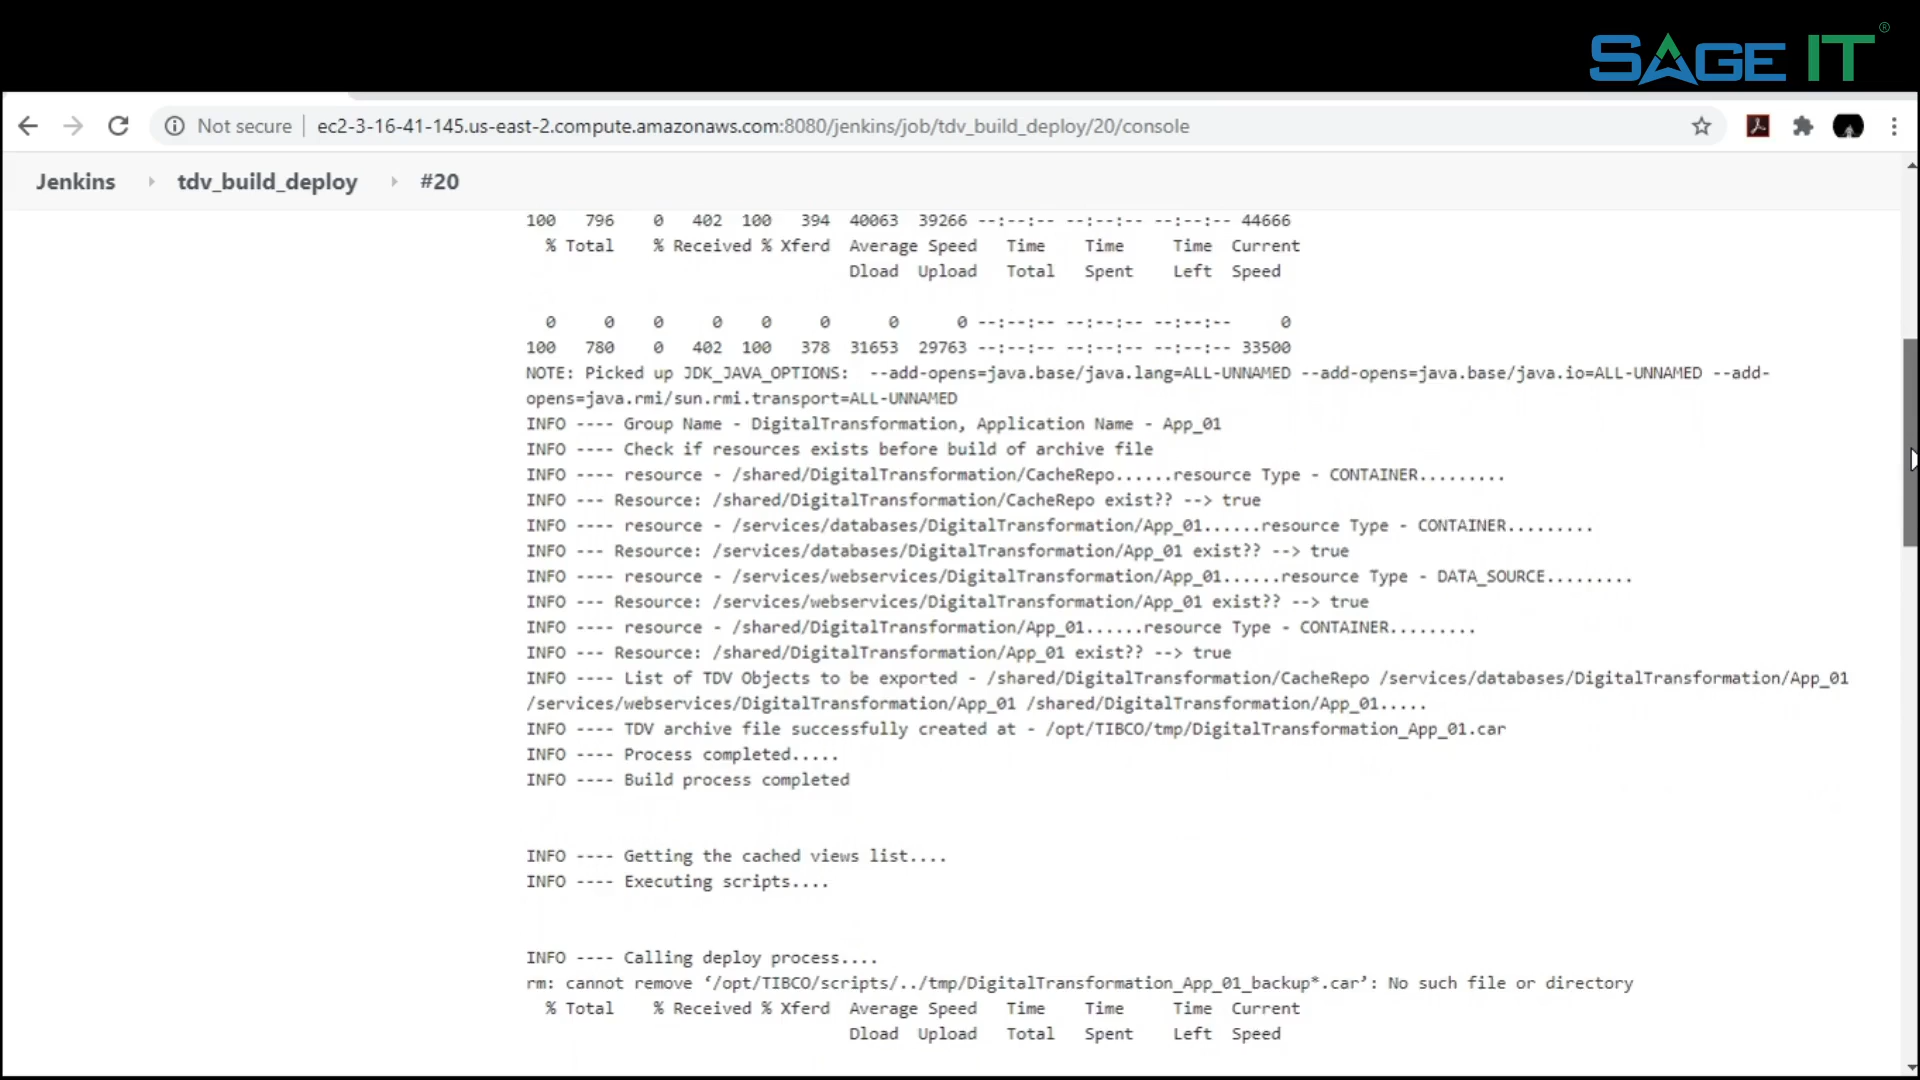 SAGE IT®
Not secure | ec2-3-16-41-145.us-east-2.compute.amazonaws.com:8080/jenkins/job/tdv_build_deploy/20/console
Jenkins tdv_build_deploy #20
100 796 0 402 100 394 40063 39266 --:--:-- --:--:-- --:--:-- 44666
% Total % Received % Xferd Average Speed Time Time Time Current
Dload Upload Total Spent Left Speed
0 0 0 0 0 0 0 0 --:--:-- --:--:-- --:--:-- 0
100 780 0 402 100 378 31653 29763 --:--:-- --:--:-- --:--:-- 33500
NOTE: Picked up JDK_JAVA_OPTIONS: --add-opens=java.base/java.lang=ALL-UNNAMED --add-opens=java.base/java.io=ALL-UNNAMED --add-
opens=java.rmi/sun.rmi.transport=ALL-UNNAMED
INFO ---- Group Name - DigitalTransformation, Application Name - App_01
INFO ---- Check if resources exists before build of archive file
INFO ---- resource - /shared/DigitalTransformation/CacheRepo......resource Type - CONTAINER.........
INFO --- Resource: /shared/DigitalTransformation/CacheRepo exist?? --> true
INFO ---- resource - /services/databases/DigitalTransformation/App_01......resource Type - CONTAINER.........
INFO --- Resource: /services/databases/DigitalTransformation/App_01 exist?? --> true
INFO ---- resource - /services/webservices/DigitalTransformation/App_01......resource Type - DATA_SOURCE.........
INFO --- Resource: /services/webservices/DigitalTransformation/App_01 exist?? --> true
INFO ---- resource - /shared/DigitalTransformation/App_01......resource Type - CONTAINER.........
INFO --- Resource: /shared/DigitalTransformation/App_01 exist?? --> true
INFO ---- List of TDV Objects to be exported - /shared/DigitalTransformation/CacheRepo /services/databases/DigitalTransformation/App_01
/services/webservices/DigitalTransformation/App_01 /shared/DigitalTransformation/App_01.....
INFO ---- TDV archive file successfully created at - /opt/TIBCO/tmp/DigitalTransformation_App_01.car
INFO ---- Process completed.....
INFO ---- Build process completed
INFO ---- Getting the cached views list....
INFO ---- Executing scripts....
INFO ---- Calling deploy process....
rm: cannot remove ‘/opt/TIBCO/scripts/../tmp/DigitalTransformation_App_01_backup*.car’: No such file or directory
% Total % Received % Xferd Average Speed Time Time Time Current
Dload Upload Total Spent Left Speed